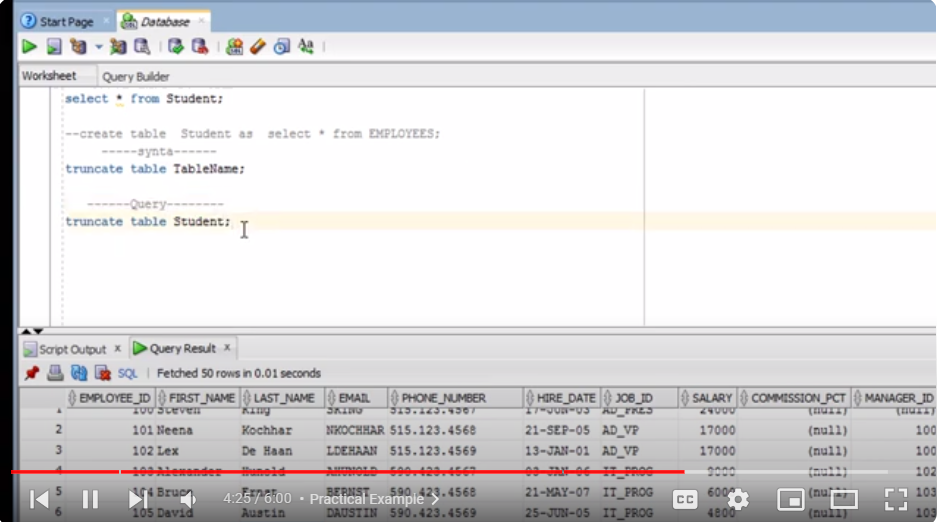 Start Page
Database
Worksheet Query Builder
select * from Student;
--create table Student as select * from EMPLOYEES;
-----synta------
truncate table TableName;
------Query--------
truncate table Student;
Script Output Query Result
SQL Fetched 50 rows in 0.01 seconds
EMPLOYEE_ID FIRST_NAME LAST_NAME EMAIL PHONE_NUMBER HIRE_DATE JOB_ID SALARY COMMISSION_PCT MANAGER_ID
1 100 Steven King SKING 515.123.4567 17-JUN-03 AD_PRES 24000 (null) (null)
2 101 Neena Kochhar NKOCHHAR 515.123.4568 21-SEP-05 AD_VP 17000 (null) 100
3 102 Lex De Haan LDEHAAN 515.123.4569 13-JAN-01 AD_VP 17000 (null) 100
4 103 Alexander Hunold AHUNOLD 590.423.4567 03-JAN-06 IT_PROG 9000 (null) 102
5 104 Bruce Ernst BERNST 590.423.4568 21-MAY-07 IT_PROG 6000 (null) 103
4:25 / 6:00 • Practical Example
CC
6 105 David Austin DAUSTIN 590.423.4569 25-JUN-05 IT_PROG 4800 (null) 103